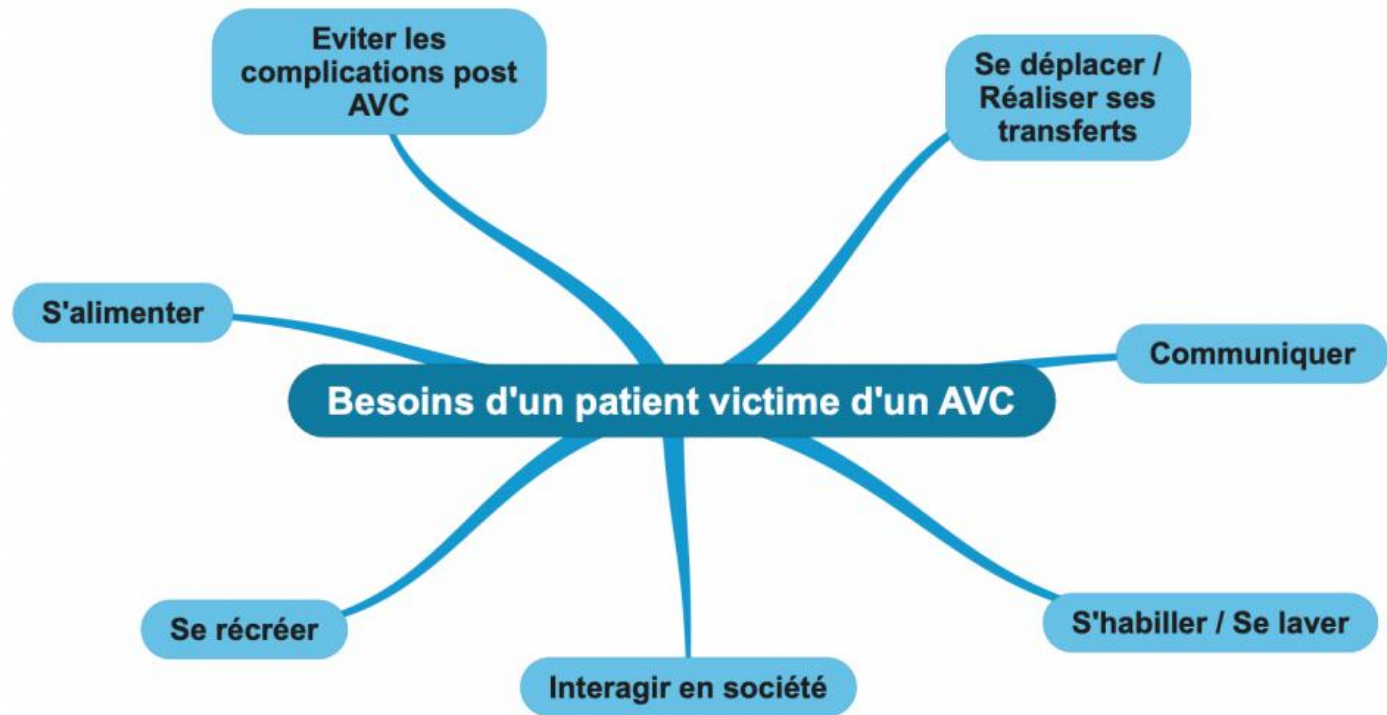 Eviter les
complications post
AVC
Se déplacer /
Réaliser ses
transferts
S'alimenter
Communiquer
Besoins d'un patient victime d'un AVC
Se récréer
S'habiller / Se laver
Interagir en société